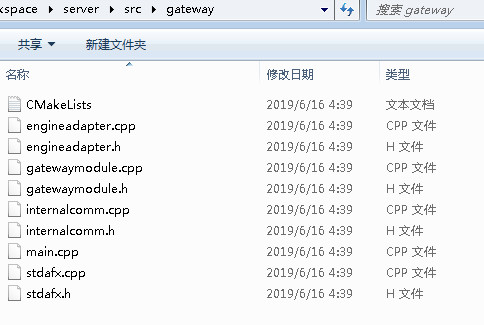 kspace ▸ server ▸ src ▸ gateway 搜索 gateway
共享 新建文件夹
名称 修改日期 类型
CMakeLists 2019/6/16 4:39 文本文档
engineadapter.cpp 2019/6/16 4:39 CPP 文件
engineadapter.h 2019/6/16 4:39 H 文件
gatewaymodule.cpp 2019/6/16 4:39 CPP 文件
gatewaymodule.h 2019/6/16 4:39 H 文件
internalcomm.cpp 2019/6/16 4:39 CPP 文件
internalcomm.h 2019/6/16 4:39 H 文件
main.cpp 2019/6/16 4:39 CPP 文件
stdafx.cpp 2019/6/16 4:39 CPP 文件
stdafx.h 2019/6/16 4:39 H 文件